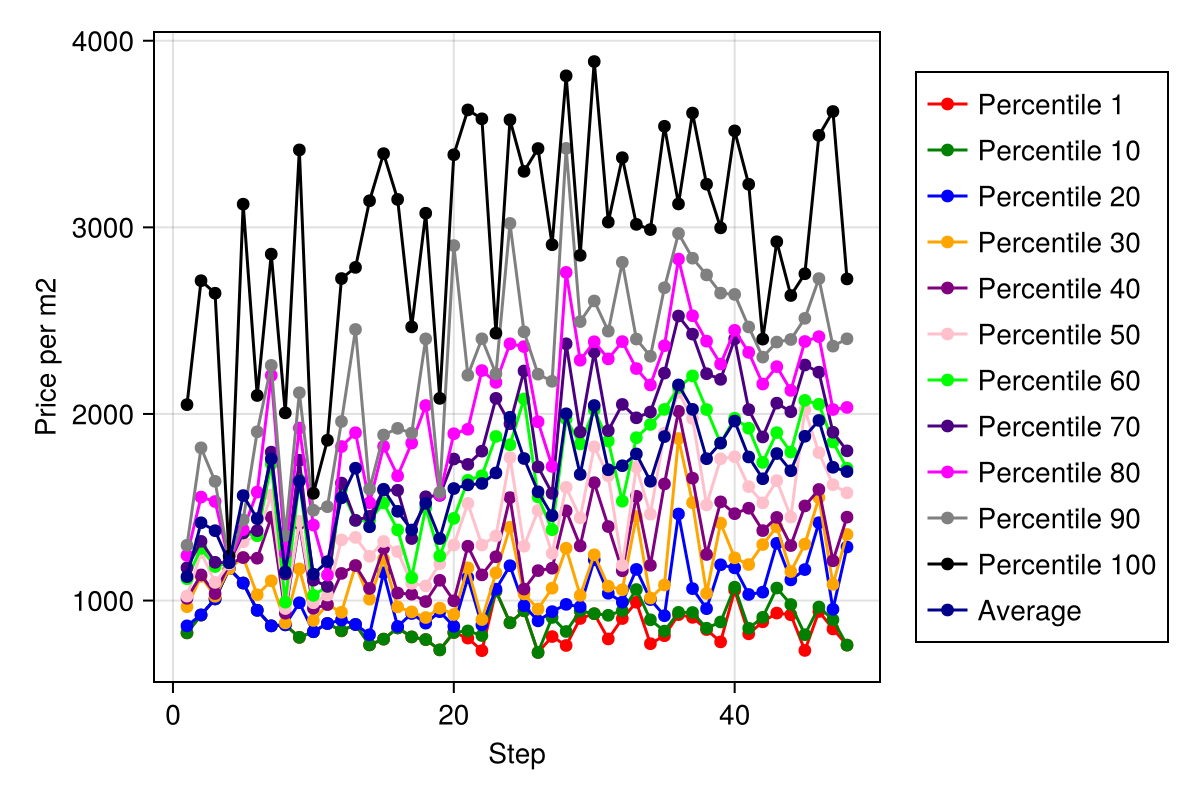 4000
3000
2000
1000
Price per m2
0
20
40
Step
Percentile 1
Percentile 10
Percentile 20
Percentile 30
Percentile 40
Percentile 50
Percentile 60
Percentile 70
Percentile 80
Percentile 90
Percentile 100
Average